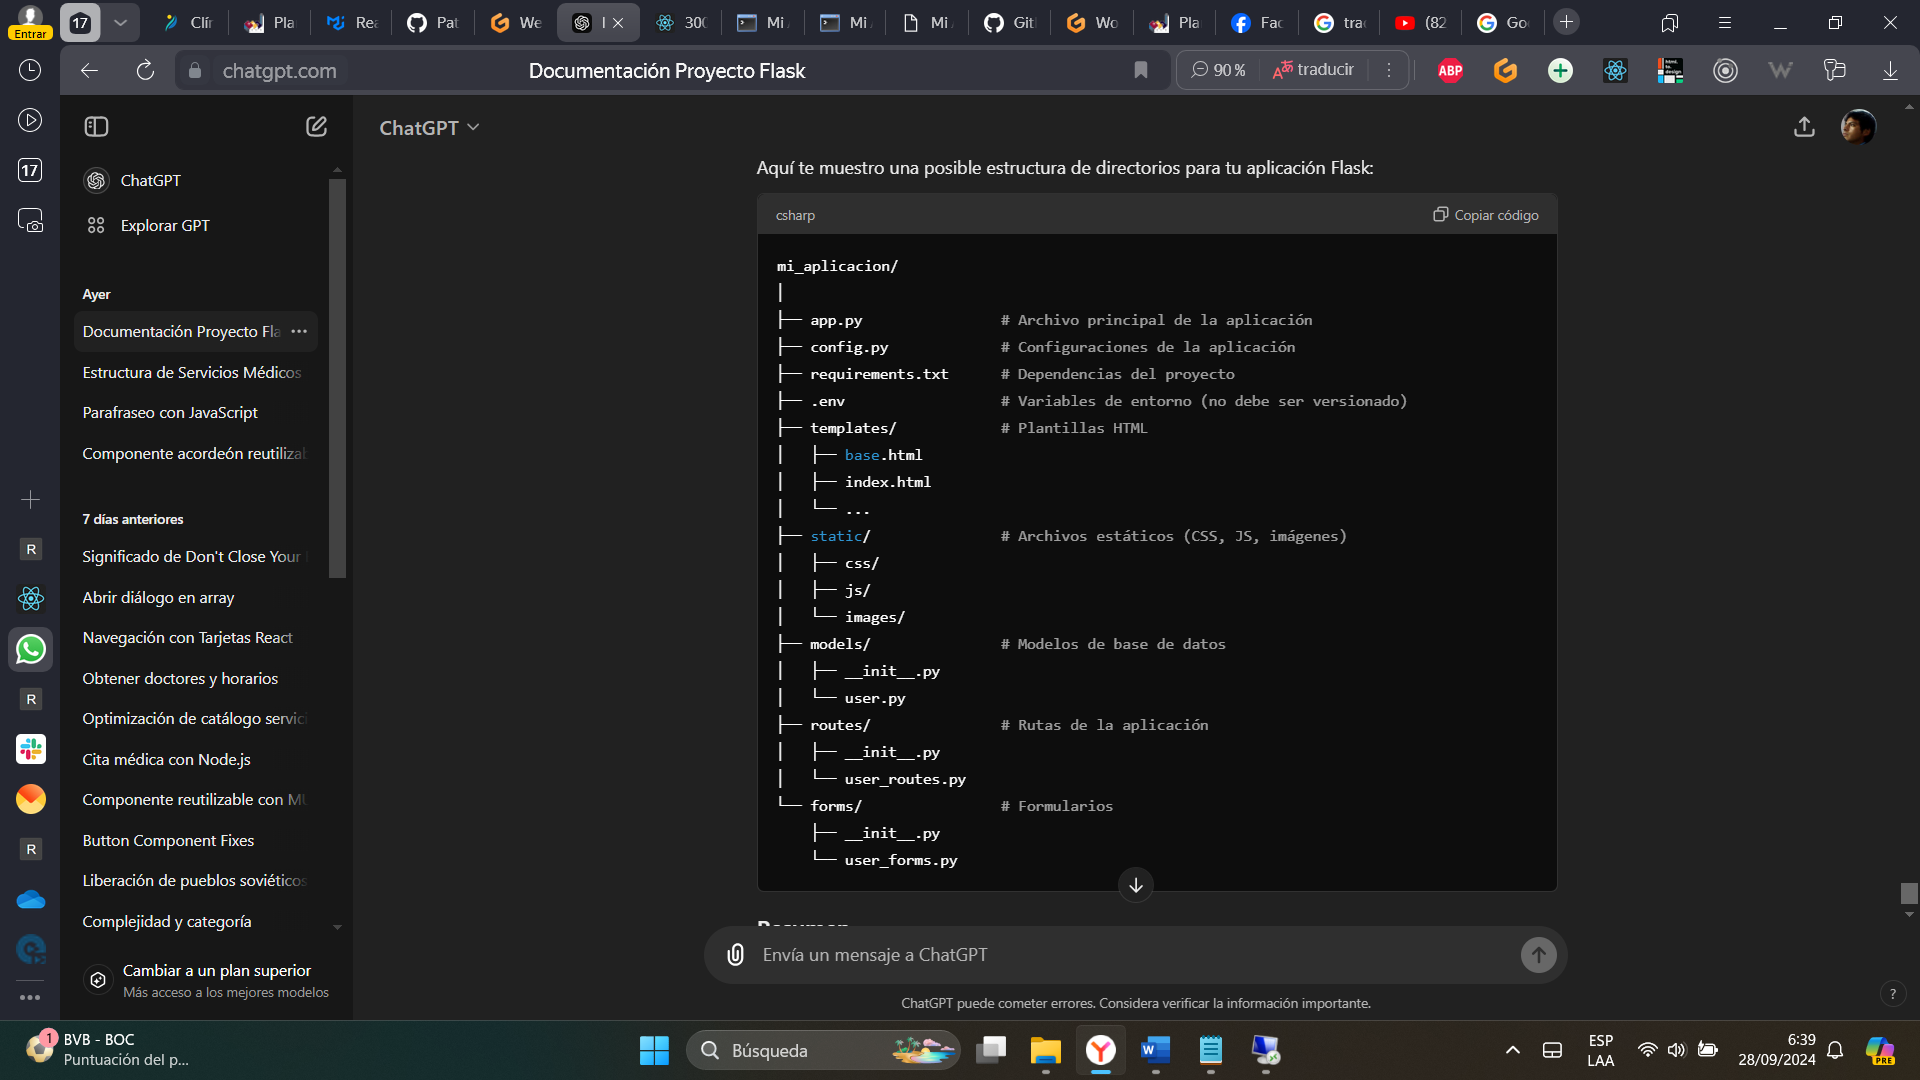 Entrar
17
Clír
Pla
Rea
Pat
We
I
300
Mi
Mi
Mi
Git
Wo
Pla
Fac
trac
(82
Goo
chatgpt.com
Documentación Proyecto Flask
90 %
traducir
ABP
17
ChatGPT
ChatGPT
Explorar GPT
Ayer
Documentación Proyecto Fla
Estructura de Servicios Médicos
Parafraseo con JavaScript
Componente acordeón reutilizab
7 días anteriores
Significado de Don't Close Your
Abrir diálogo en array
Navegación con Tarjetas React
Obtener doctores y horarios
Optimización de catálogo servici
Cita médica con Node.js
Componente reutilizable con MU
Button Component Fixes
Liberación de pueblos soviéticos
Complejidad y categoría
Cambiar a un plan superior
Más acceso a los mejores modelos
R
R
R
Aquí te muestro una posible estructura de directorios para tu aplicación Flask:
csharp
Copiar código
mi_aplicacion/
│
├── app.py # Archivo principal de la aplicación
├── config.py # Configuraciones de la aplicación
├── requirements.txt # Dependencias del proyecto
├── .env # Variables de entorno (no debe ser versionado)
├── templates/ # Plantillas HTML
│ ├── base.html
│ ├── index.html
│ └── ...
├── static/ # Archivos estáticos (CSS, JS, imágenes)
│ ├── css/
│ ├── js/
│ └── images/
├── models/ # Modelos de base de datos
│ ├── __init__.py
│ └── user.py
├── routes/ # Rutas de la aplicación
│ ├── __init__.py
│ └── user_routes.py
└── forms/ # Formularios
├── __init__.py
└── user_forms.py
Resumen
Envía un mensaje a ChatGPT
ChatGPT puede cometer errores. Considera verificar la información importante.
?
1
BVB - BOC
Puntuación del p...
Búsqueda
ESP
LAA
6:39
28/09/2024
PRE